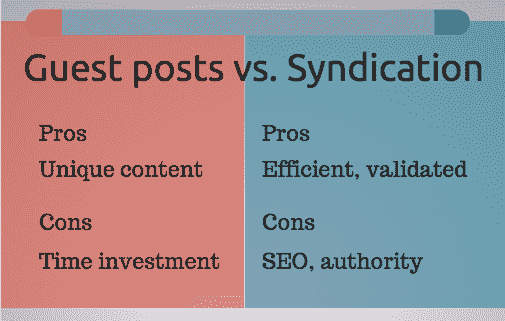 Guest posts vs. Syndication
Pros
Unique content
Cons
Time investment
Pros
Efficient, validated
Cons
SEO, authority